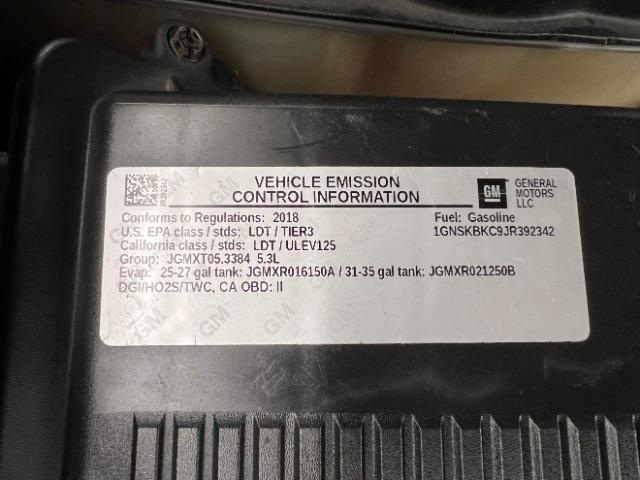 JR392342
VEHICLE EMISSION
CONTROL INFORMATION
GM
GENERAL
MOTORS
LLC
Conforms to Regulations: 2018
Fuel: Gasoline
U.S. EPA class / stds: LDT / TIER3
1GNSKBKC9JR392342
California class / stds: LDT / ULEV125
Group: JGMXT05.3384 5.3L
Evap: 25-27 gal tank: JGMXR016150A / 31-35 gal tank: JGMXR021250B
DGI/HO2S/TWC, CA OBD: II